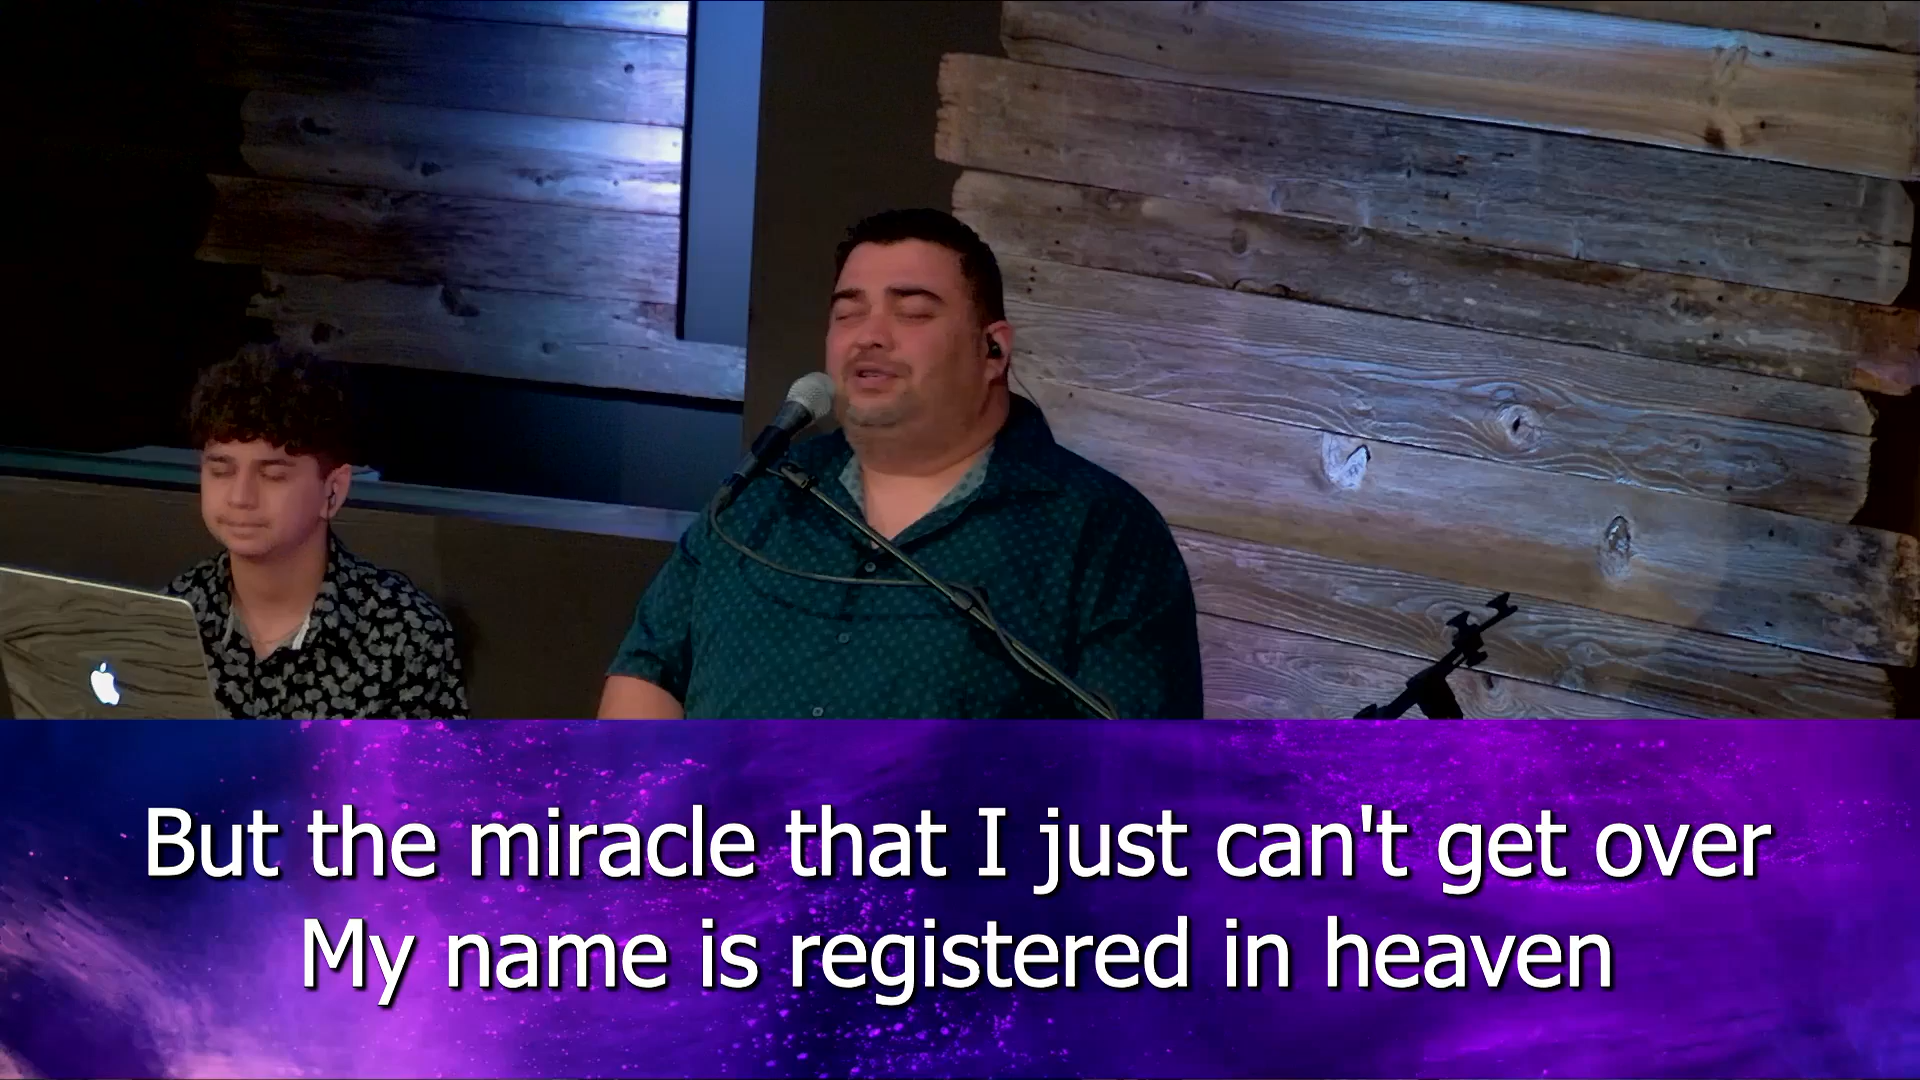 But the miracle that I just can't get over
My name is registered in heaven